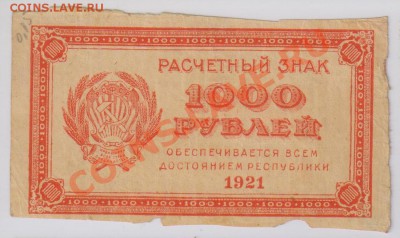 COINS.LAVE.RU
РАСЧЕТНЫЙ ЗНАК
1000
РУБЛЕЙ
ОБЕСПЕЧИВАЕТСЯ ВСЕМ
ДОСТОЯНИЕМ РЕСПУБЛИКИ
1921
COINS.LAVE.RU